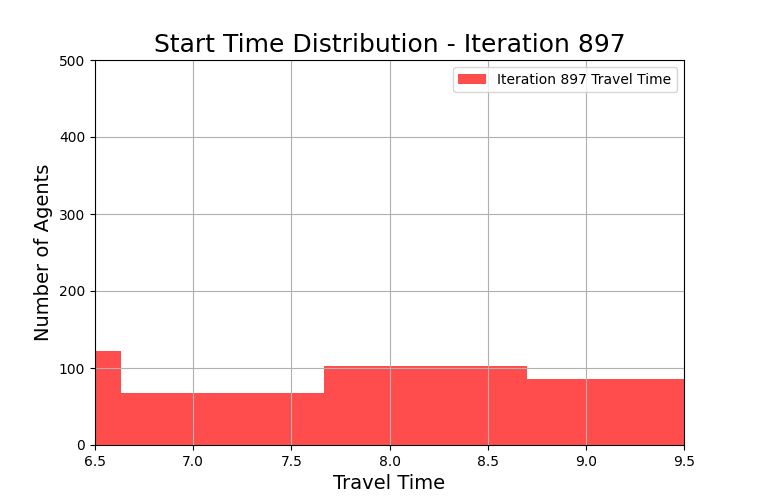 Start Time Distribution - Iteration 897
Iteration 897 Travel Time
Number of Agents
500
400
300
200
100
0
6.5 7.0 7.5 8.0 8.5 9.0 9.5
Travel Time